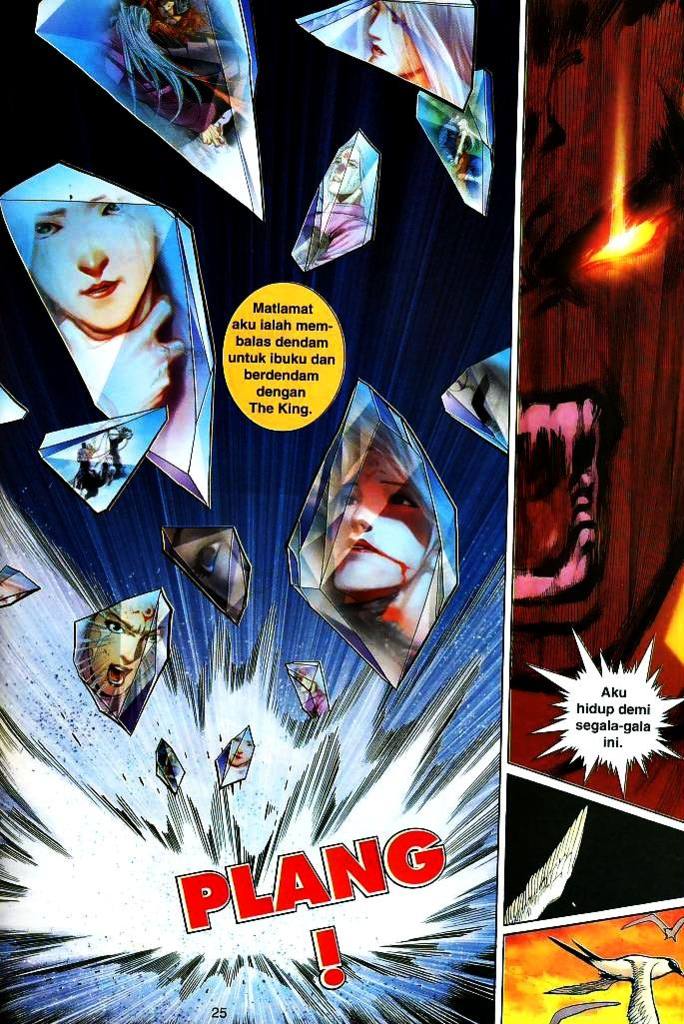 Matlamat
aku ialah mem-
balas dendam
untuk ibuku dan
berdendam
dengan
The King.
Aku
hidup demi
segala-gala
ini.
PLANG
!
25